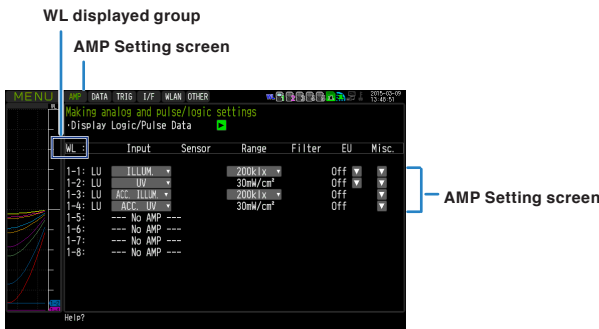 WL displayed group
AMP Setting screen
MENU AMP DATA TRIG I/F WLAN OTHER 2015-03-09
13:48:51
Making analog and pulse/logic settings
·Display Logic/Pulse Data
WL : Input Sensor Range Filter EU Misc.
1-1: LU ILLUM. 200klx Off
1-2: LU UV 30mW/cm² Off
1-3: LU ACC. ILLUM. 200klx Off
1-4: LU ACC. UV 30mW/cm² Off
1-5: --- No AMP ---
1-6: --- No AMP ---
1-7: --- No AMP ---
1-8: --- No AMP ---
AMP Setting screen
Help?